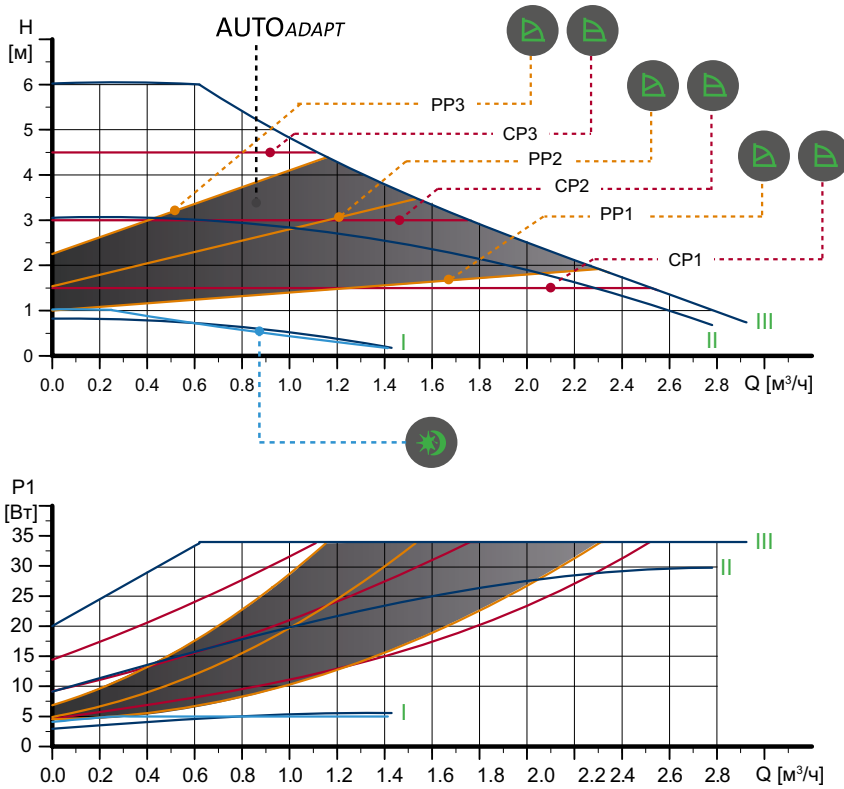 H
[м]
AUTOADAPT
6
5
4
3
2
1
0
PP3
CP3
PP2
CP2
PP1
CP1
III
II
I
0.0 0.2 0.4 0.6 0.8 1.0 1.2 1.4 1.6 1.8 2.0 2.2 2.4 2.6 2.8 Q [м³/ч]
P1
[Вт]
35
30
25
20
15
10
5
0
III
II
I
0.0 0.2 0.4 0.6 0.8 1.0 1.2 1.4 1.6 1.8 2.0 2.2 2.4 2.6 2.8 Q [м³/ч]